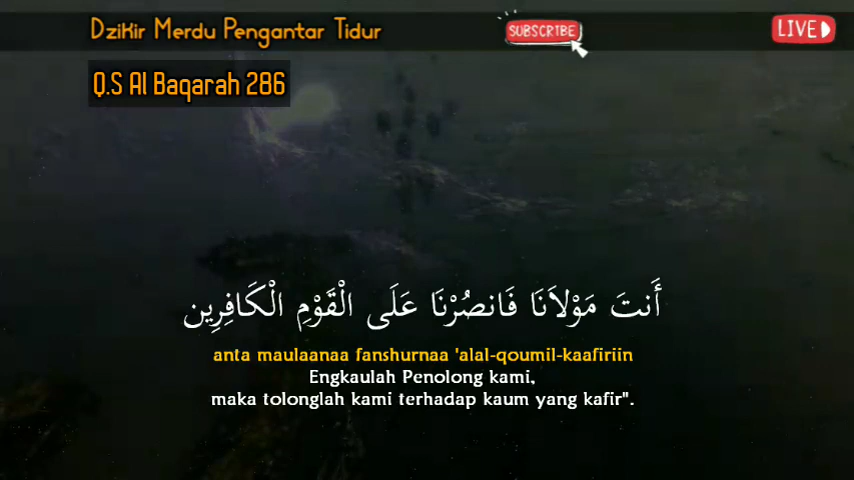 Dzikir Merdu Pengantar Tidur
SUBSCRIBE
LIVE
Q.S Al Baqarah 286
أَنتَ مَوْلاَنَا فَانصُرْنَا عَلَى الْقَوْمِ الْكَافِرِين
anta maulaanaa fanshurnaa 'alal-qoumil-kaafiriin
Engkaulah Penolong kami,
maka tolonglah kami terhadap kaum yang kafir".